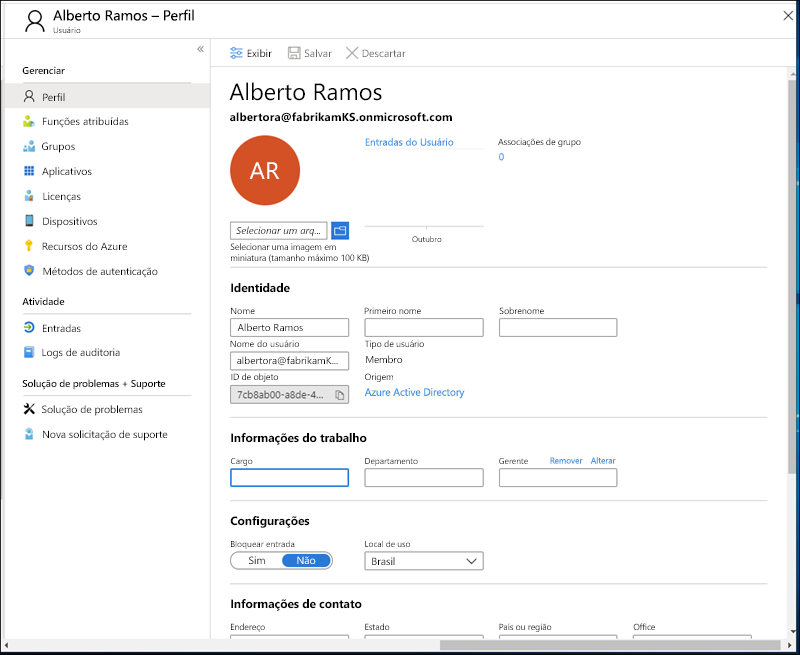 Alberto Ramos – Perfil
Usuário
Gerenciar
Perfil
Funções atribuídas
Grupos
Aplicativos
Licenças
Dispositivos
Recursos do Azure
Métodos de autenticação
Atividade
Entradas
Logs de auditoria
Solução de problemas + Suporte
Solução de problemas
Nova solicitação de suporte
Exibir Salvar Descartar
Alberto Ramos
albertora@fabrikamKS.onmicrosoft.com
AR
Entradas do Usuário
Associações de grupo
0
Selecionar um arq...
Outubro
Selecionar uma imagem em
miniatura (tamanho máximo 100 KB)
Identidade
Nome Primeiro nome Sobrenome
Alberto Ramos
Nome do usuário Tipo de usuário
albertora@fabrikamK... Membro
ID de objeto Origem
7cb8ab00-a8de-4... Azure Active Directory
Informações do trabalho
Cargo Departamento Gerente Remover Alterar
Configurações
Bloquear entrada Local de uso
Sim Não Brasil
Informações de contato
Endereço Estado País ou região Office